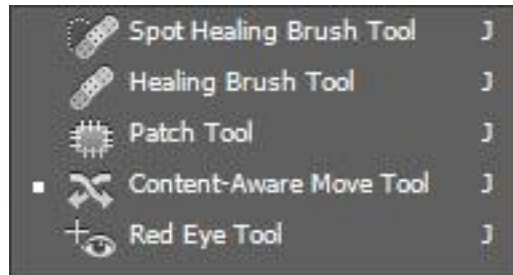 Spot Healing Brush Tool J
Healing Brush Tool J
Patch Tool J
Content-Aware Move Tool J
Red Eye Tool J